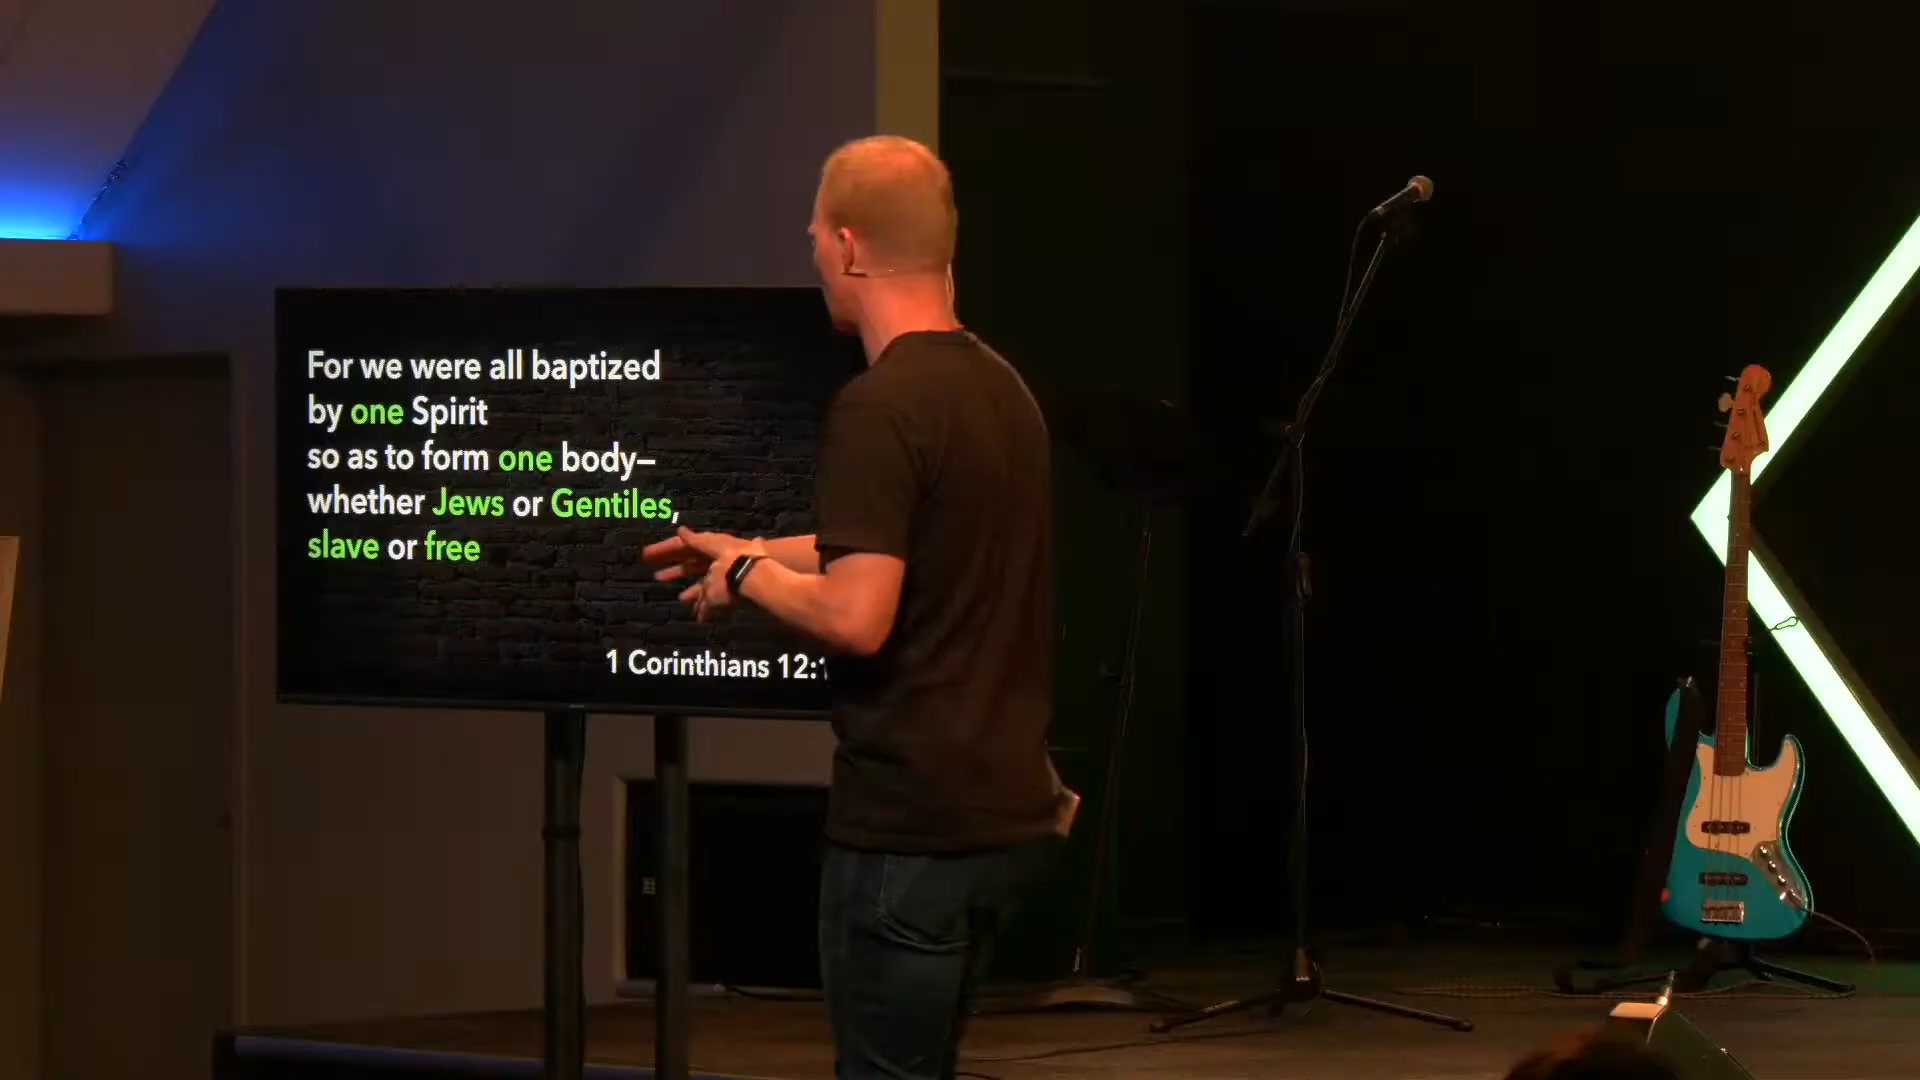 For we were all baptized
by one Spirit
so as to form one body–
whether Jews or Gentiles,
slave or free
1 Corinthians 12:1